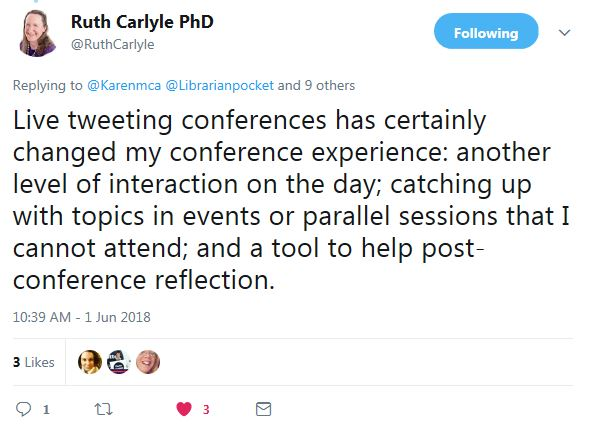 Ruth Carlyle PhD
@RuthCarlyle
Following
Replying to @Karenmca @Librarianpocket and 9 others
Live tweeting conferences has certainly
changed my conference experience: another
level of interaction on the day; catching up
with topics in events or parallel sessions that I
cannot attend; and a tool to help post-
conference reflection.
10:39 AM - 1 Jun 2018
3 Likes
1 3